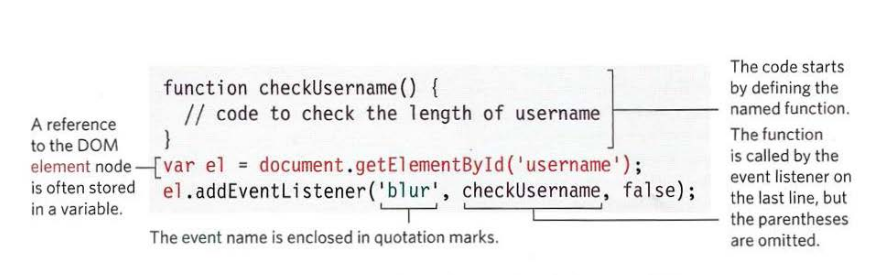 function checkUsername() {
// code to check the length of username
}
var el = document.getElementById('username');
el.addEventListener('blur', checkUsername, false);
A reference
to the DOM
element node
is often stored
in a variable.
The event name is enclosed in quotation marks.
The code starts
by defining the
named function.
The function
is called by the
event listener on
the last line, but
the parentheses
are omitted.